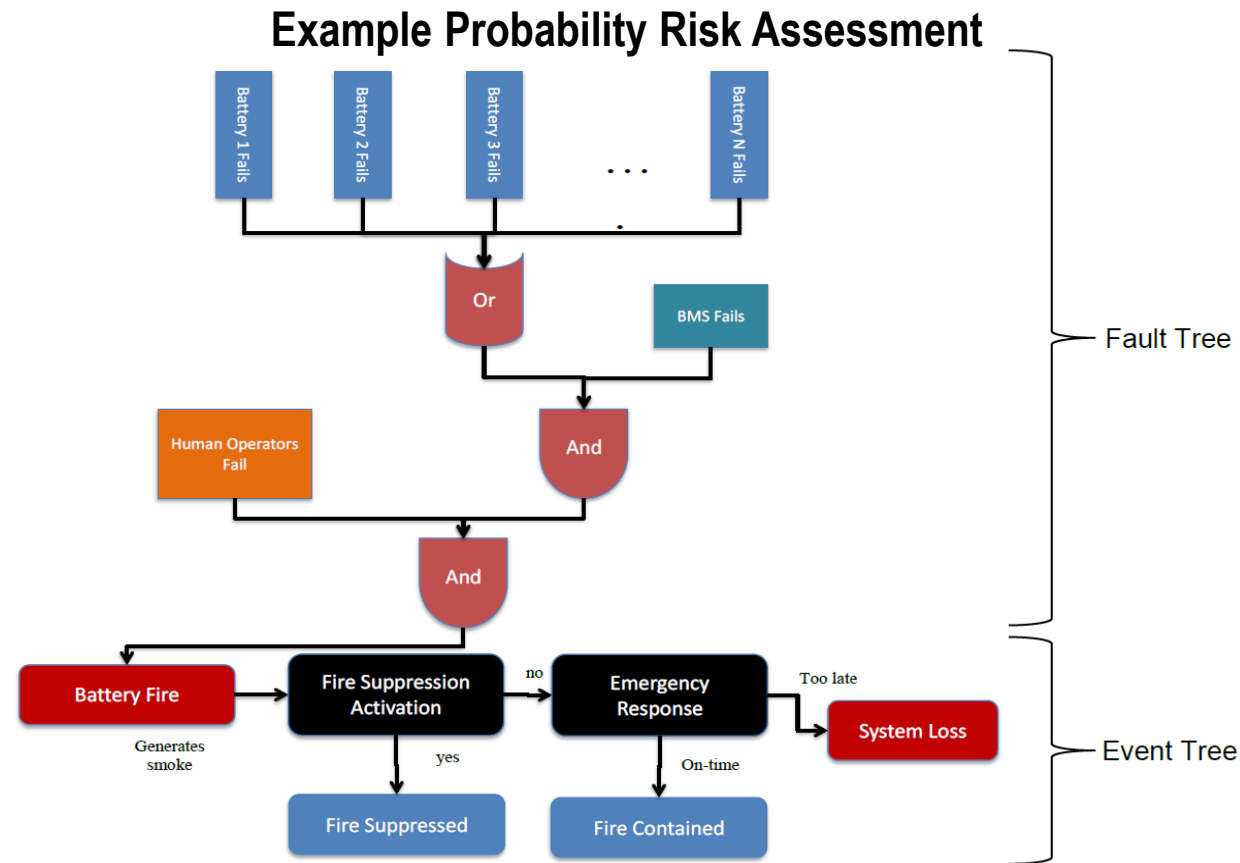 Example Probability Risk Assessment
Battery 1 Fails
Battery 2 Fails
Battery 3 Fails
. . .
Battery N Fails
.
Or
BMS Fails
Fault Tree
Human Operators
Fail
And
And
Battery Fire
Fire Suppression
Activation
no
Emergency
Response
Too late
System Loss
Generates
smoke
yes
On-time
Event Tree
Fire Suppressed
Fire Contained